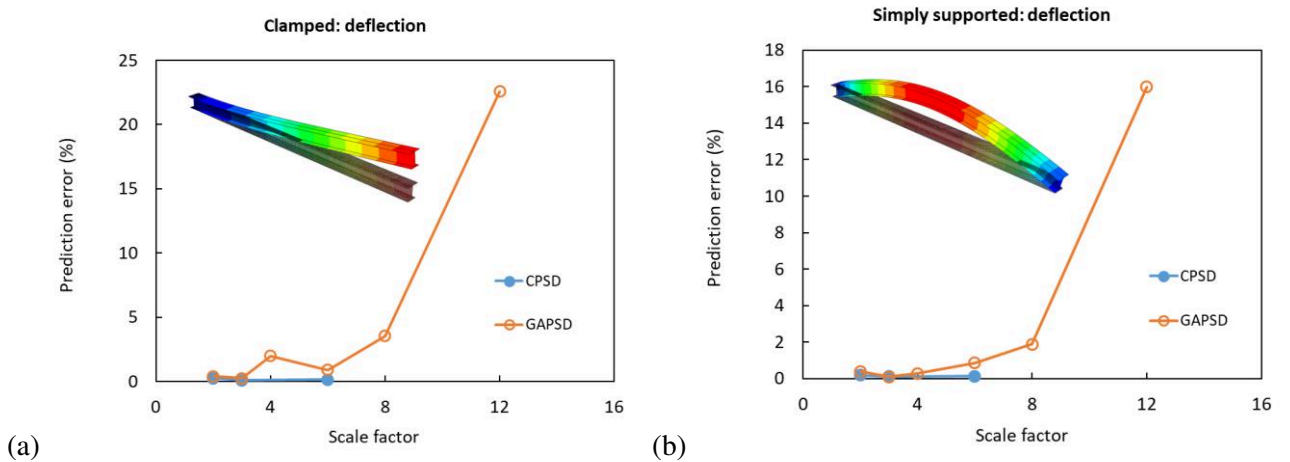 Clamped: deflection
25
20
15
10
5
0
0 4 8 12 16
Prediction error (%)
Scale factor
CPSD
GAPSD
(a)
Simply supported: deflection
18
16
14
12
10
8
6
4
2
0
0 4 8 12 16
Prediction error (%)
Scale factor
CPSD
GAPSD
(b)